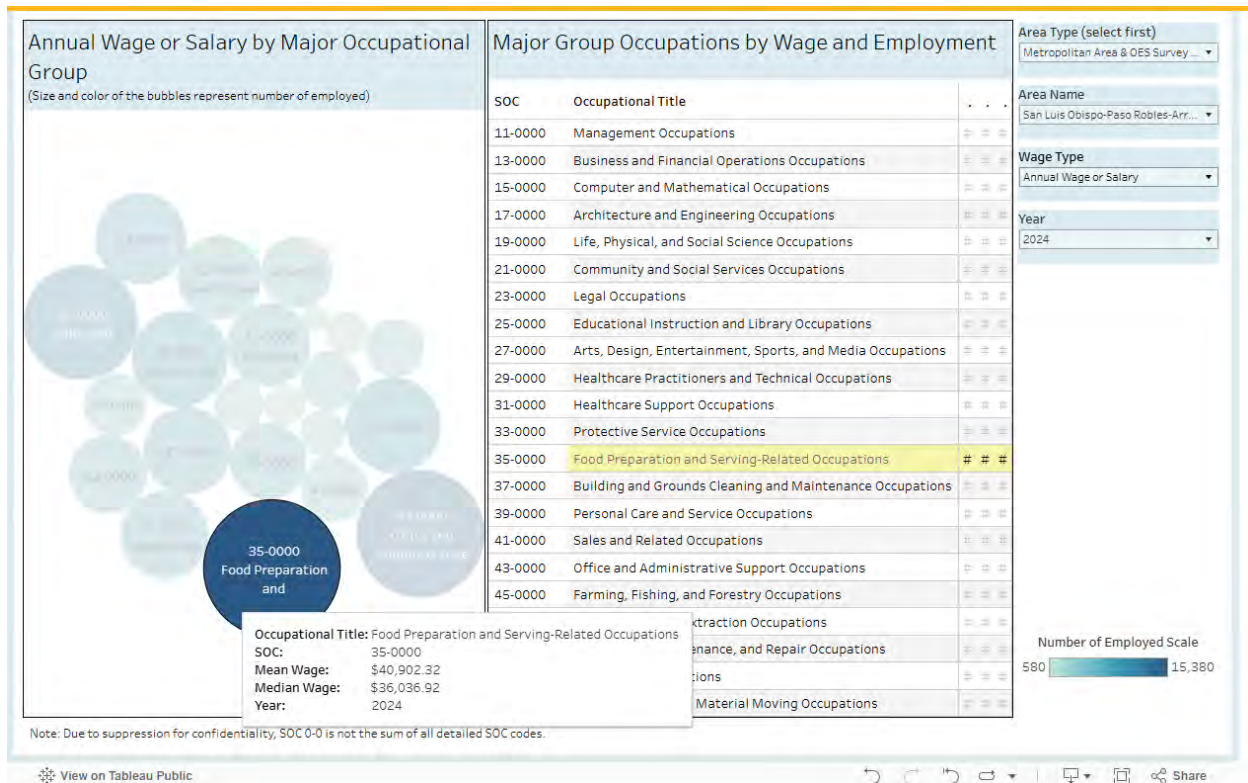 Annual Wage or Salary by Major Occupational
Group
(Size and color of the bubbles represent number of employed)
35-0000
Food Preparation
and
Occupational Title: Food Preparation and Serving-Related Occupations
SOC: 35-0000
Mean Wage: $40,902.32
Median Wage: $36,036.92
Year: 2024
Major Group Occupations by Wage and Employment
SOC Occupational Title . . .
11-0000 Management Occupations # # #
13-0000 Business and Financial Operations Occupations # # #
15-0000 Computer and Mathematical Occupations # # #
17-0000 Architecture and Engineering Occupations # # #
19-0000 Life, Physical, and Social Science Occupations # # #
21-0000 Community and Social Services Occupations # # #
23-0000 Legal Occupations # # #
25-0000 Educational Instruction and Library Occupations # # #
27-0000 Arts, Design, Entertainment, Sports, and Media Occupations # # #
29-0000 Healthcare Practitioners and Technical Occupations # # #
31-0000 Healthcare Support Occupations # # #
33-0000 Protective Service Occupations # # #
35-0000 Food Preparation and Serving-Related Occupations # # #
37-0000 Building and Grounds Cleaning and Maintenance Occupations # # #
39-0000 Personal Care and Service Occupations # # #
41-0000 Sales and Related Occupations # # #
43-0000 Office and Administrative Support Occupations # # #
45-0000 Farming, Fishing, and Forestry Occupations # # #
xtraction Occupations # # #
enance, and Repair Occupations # # #
ions # # #
Material Moving Occupations # # #
Area Type (select first)
Metropolitan Area & OES Survey ...
Area Name
San Luis Obispo-Paso Robles-Arr...
Wage Type
Annual Wage or Salary
Year
2024
Number of Employed Scale
580 15,380
Note: Due to suppression for confidentiality, SOC 0-0 is not the sum of all detailed SOC codes.
View on Tableau Public
Share